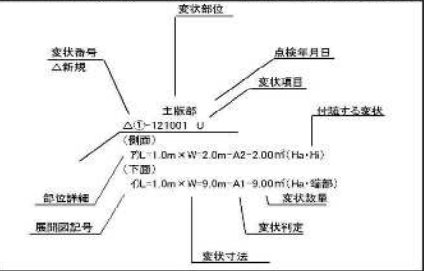 変状部位
変状番号
△新規
点検年月日
変状項目
主版部
付随する変状
△①-121001 U
(側面)
ア)L=1.0m×W=2.0m-A2-2.00㎡(Ha・Hi)
(下面)
イ)L=1.0m×W=9.0m-A1-9.00㎡(Ha・端部)
部位詳細
変状数量
展開図記号
変状判定
変状寸法